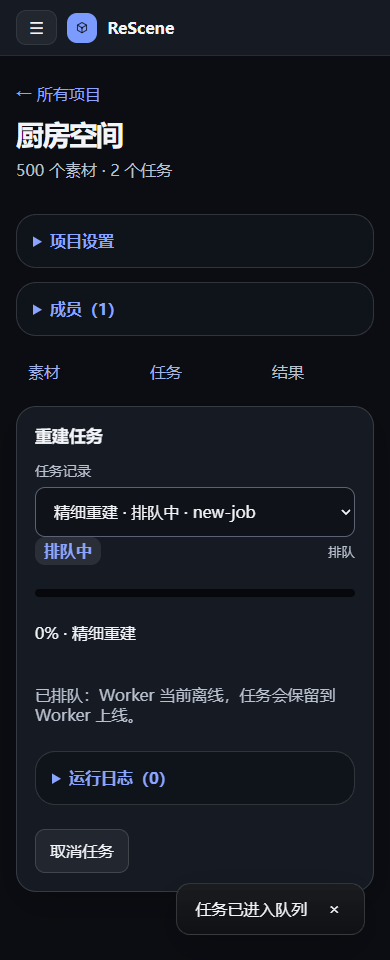 ☰ ReScene
← 所有项目
厨房空间
500 个素材 · 2 个任务
▶ 项目设置
▶ 成员（1）
素材 任务 结果
重建任务
任务记录
精细重建 · 排队中 · new-job
排队中 排队
0% · 精细重建
已排队：Worker 当前离线，任务会保留到
Worker 上线。
▶ 运行日志（0）
取消任务
任务已进入队列 ×